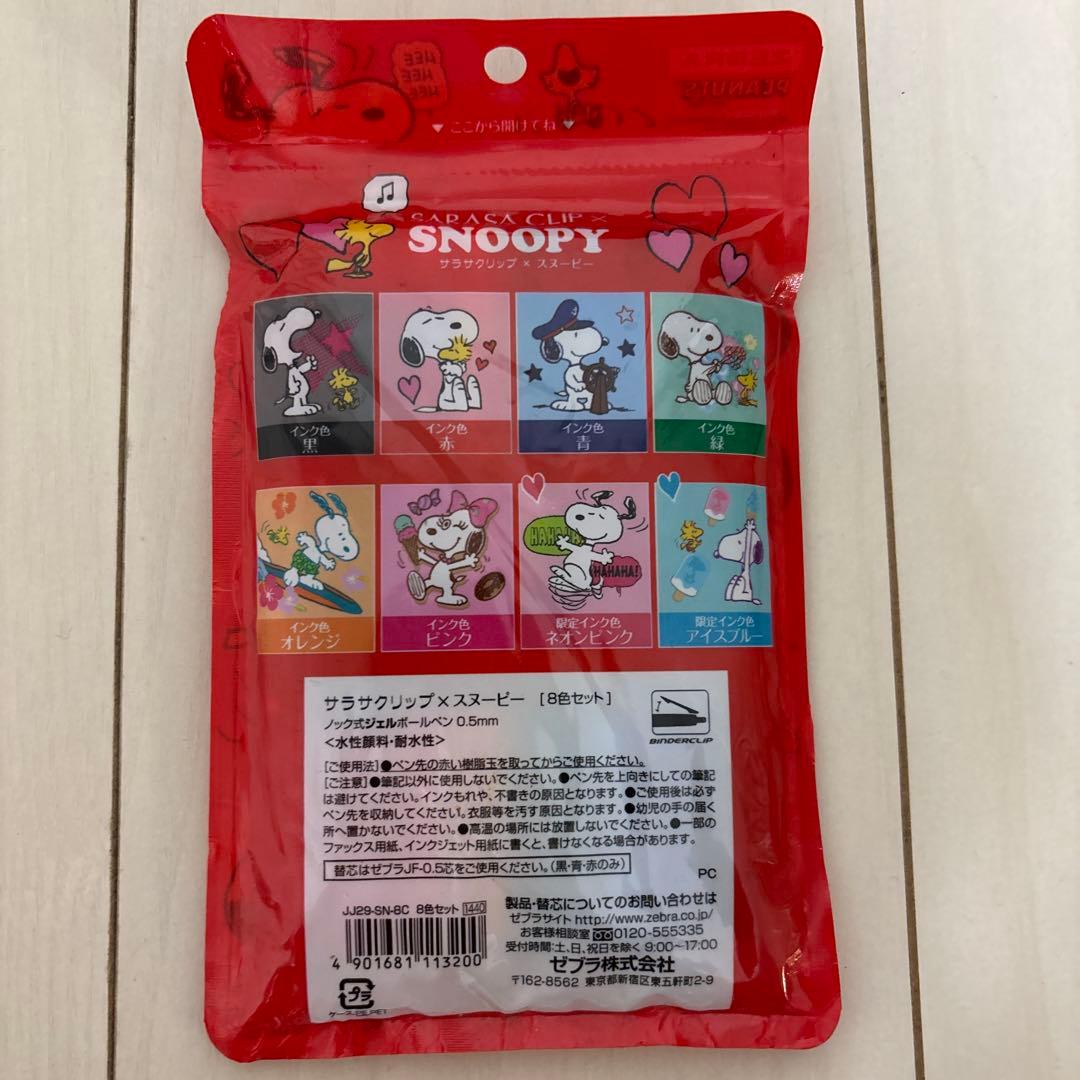 HEE
HEE
HEE
PEANUTS
▼ ここから開けてね ▼
SARASA CLIP ×
SNOOPY
サラサクリップ × スヌーピー
インク色
黒
インク色
赤
インク色
青
インク色
緑
インク色
オレンジ
インク色
ピンク
HAHAHA!
HAHAHA!
限定インク色
ネオンピンク
限定インク色
アイスブルー
サラサクリップ×スヌーピー [8色セット]
ノック式ジェルボールペン 0.5mm
<水性顔料・耐水性>
BINDERCLIP
[ご使用法]●ペン先の赤い樹脂玉を取ってからご使用ください。
[ご注意]●筆記以外に使用しないでください。●ペン先を上向きにしての筆記
は避けてください。インクもれや、不書きの原因となります。●ご使用後は必ず
ペン先を収納してください。衣服等を汚す原因となります。●幼児の手の届く
所へ置かないでください。●高温の場所には放置しないでください。●一部の
ファックス用紙、インクジェット用紙に書くと、書けなくなる場合があります。
替芯はゼブラJF-0.5芯をご使用ください。(黒・青・赤のみ)
PC
JJ29-SN-8C 8色セット 1440
4 901681 113200
製品・替芯についてのお問い合わせは
ゼブラサイト http://www.zebra.co.jp/
お客様相談室 0120-555335
受付時間:土、日、祝日を除く 9:00~17:00
ゼブラ株式会社
〒162-8562 東京都新宿区東五軒町2-9
プラ
ケース:PE,PET